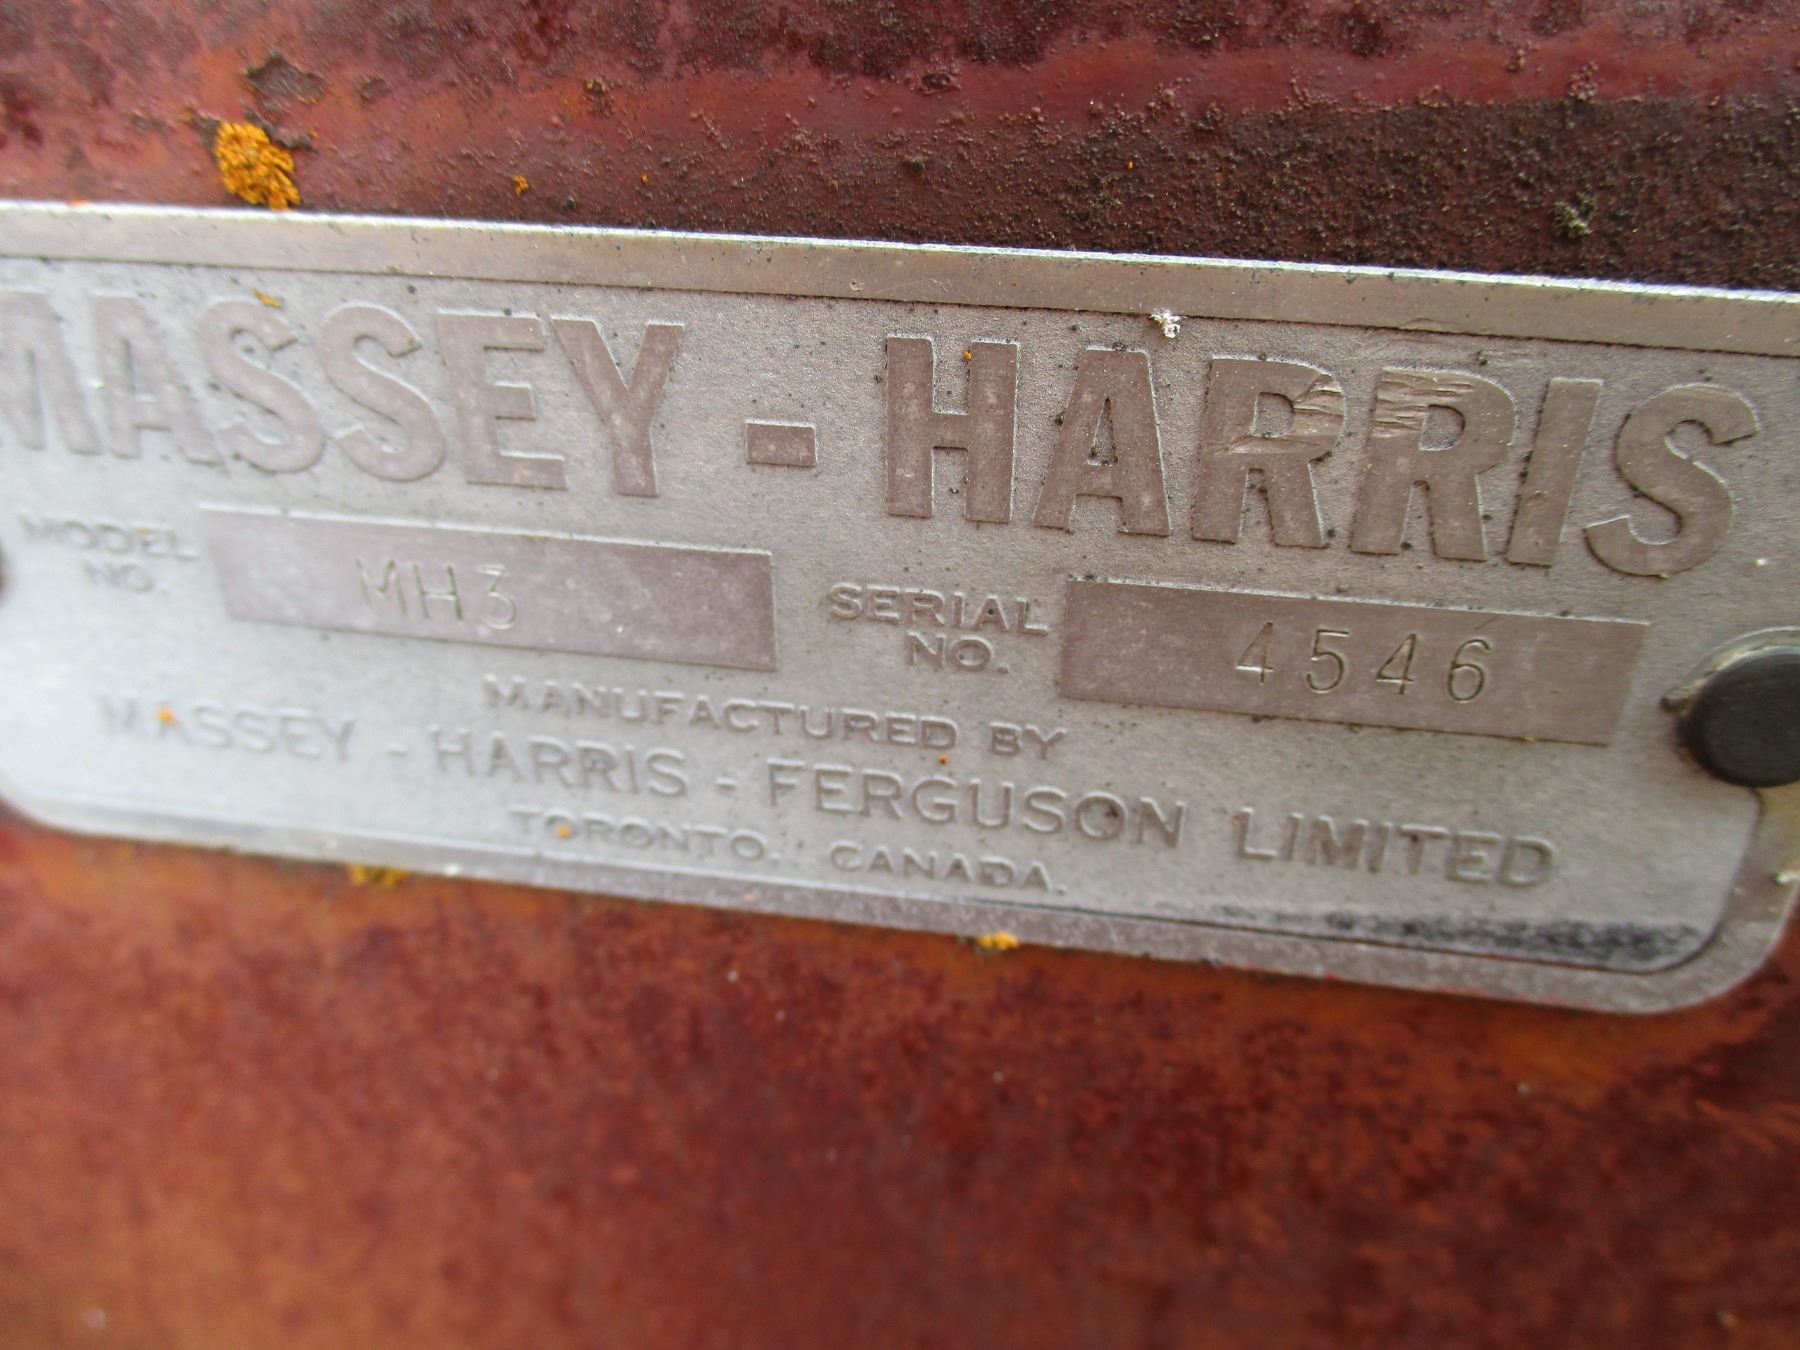 MASSEY - HARRIS
MODEL NO. MH3 SERIAL NO. 4546
MANUFACTURED BY
MASSEY - HARRIS - FERGUSON LIMITED
TORONTO, CANADA.